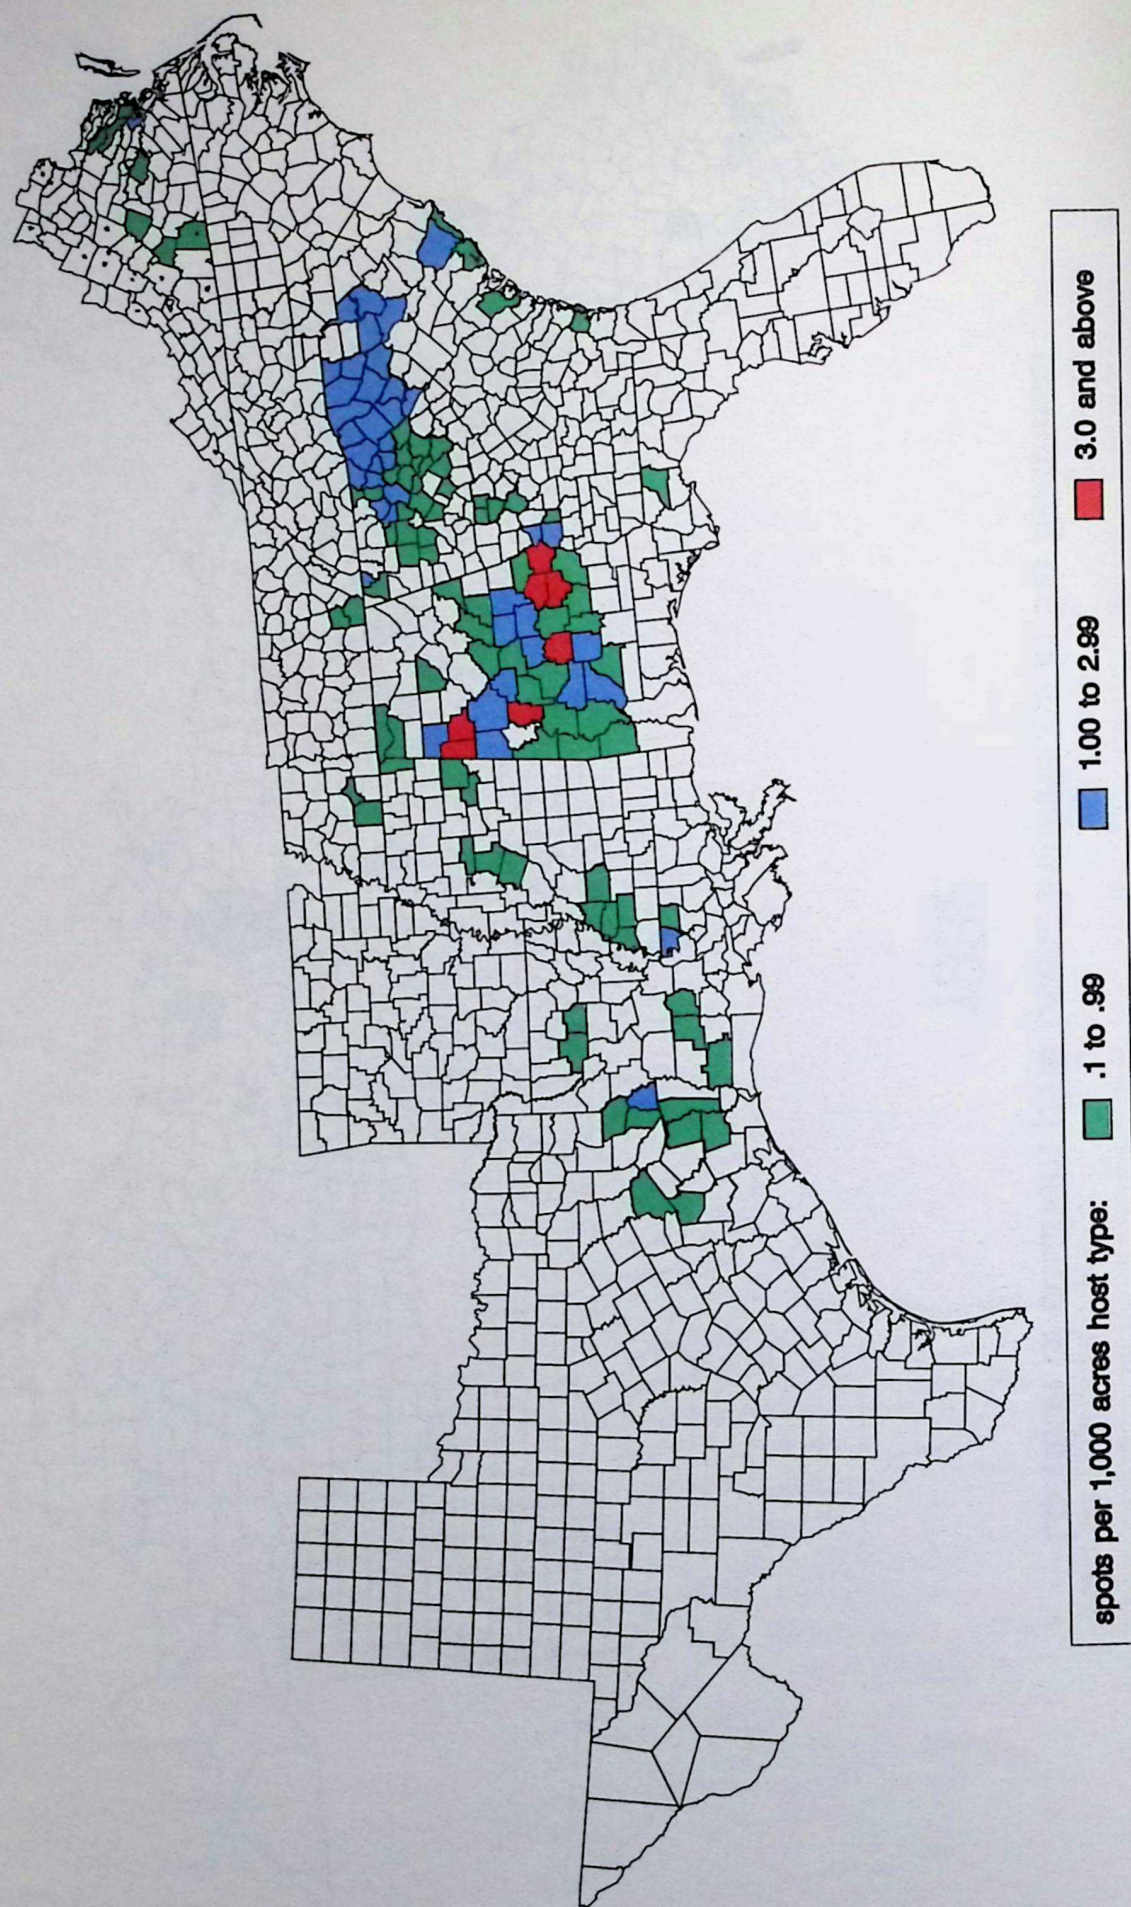 spots per 1,000 acres host type: .1 to .99 1.00 to 2.99 3.0 and above